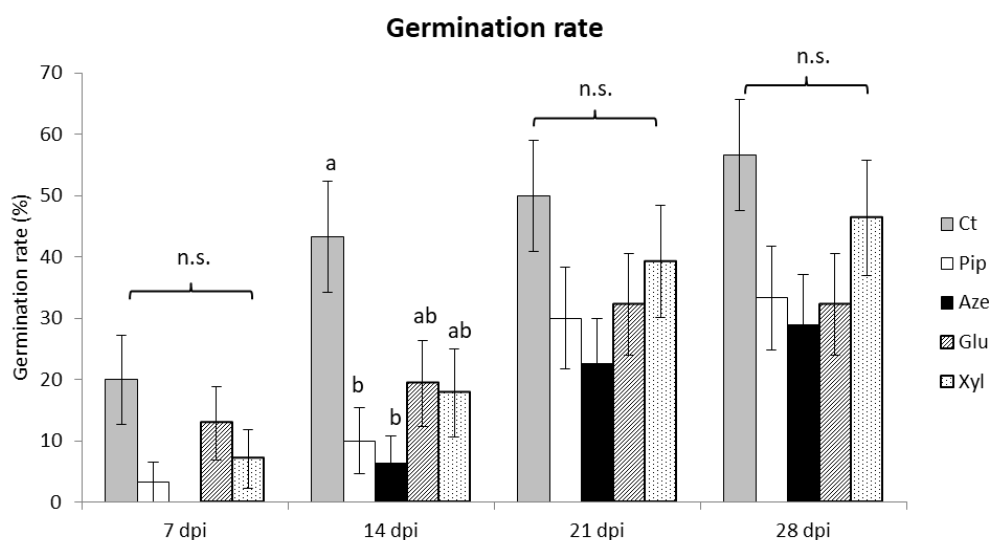 Germination rate
Germination rate (%)
70
60
50
40
30
20
10
0
n.s.
a
b
b
ab
ab
n.s.
n.s.
7 dpi
14 dpi
21 dpi
28 dpi
Ct
Pip
Aze
Glu
Xyl